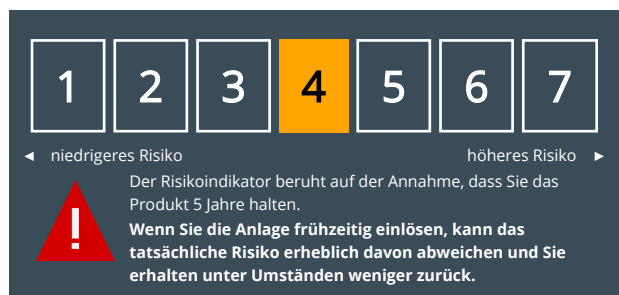 1 2 3 4 5 6 7
◄ niedrigeres Risiko höheres Risiko ►
Der Risikoindikator beruht auf der Annahme, dass Sie das
Produkt 5 Jahre halten.
Wenn Sie die Anlage frühzeitig einlösen, kann das
tatsächliche Risiko erheblich davon abweichen und Sie
erhalten unter Umständen weniger zurück.
!